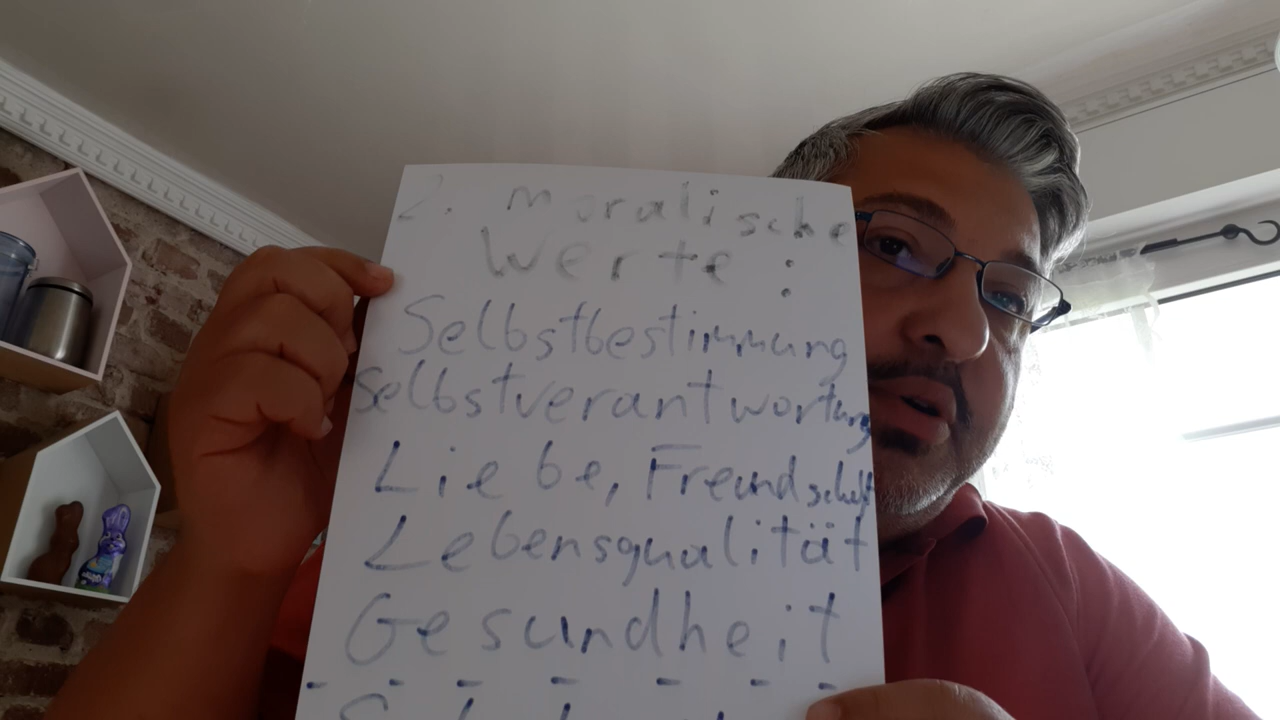 2. moralische
Werte:
Selbstbestimmung
Selbstverantwortung
Liebe, Freundschaft
Lebensqualität
Gesundheit